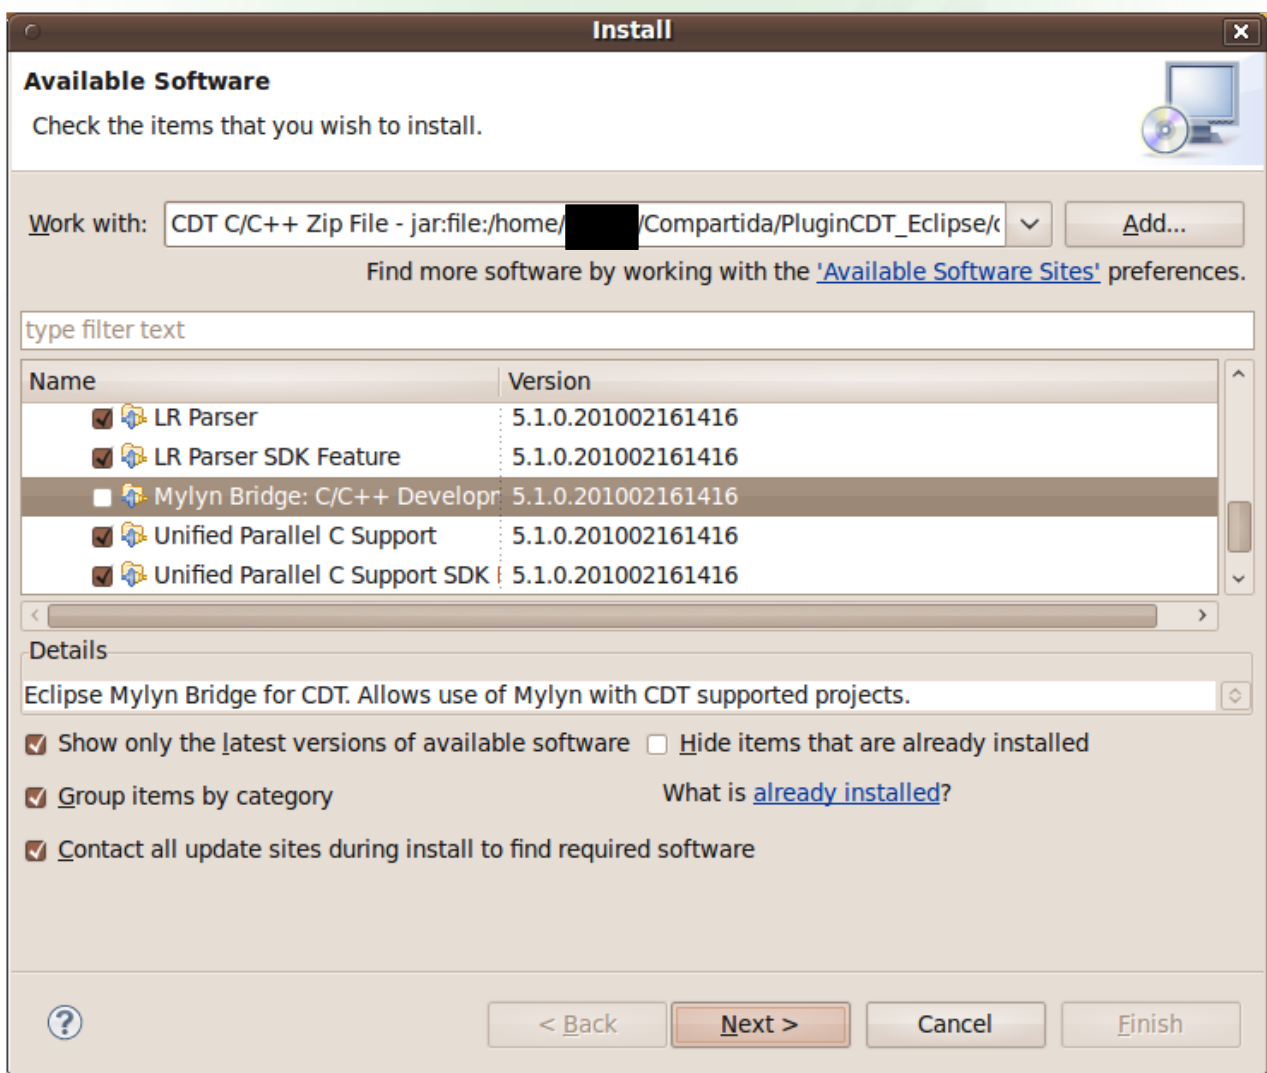 Install
Available Software
Check the items that you wish to install.
Work with: CDT C/C++ Zip File - jar:file:/home/ /Compartida/PluginCDT_Eclipse/c Add...
Find more software by working with the 'Available Software Sites' preferences.
type filter text
Name Version
LR Parser 5.1.0.201002161416
LR Parser SDK Feature 5.1.0.201002161416
Mylyn Bridge: C/C++ Developm 5.1.0.201002161416
Unified Parallel C Support 5.1.0.201002161416
Unified Parallel C Support SDK 5.1.0.201002161416
Details
Eclipse Mylyn Bridge for CDT. Allows use of Mylyn with CDT supported projects.
Show only the latest versions of available software Hide items that are already installed
Group items by category What is already installed?
Contact all update sites during install to find required software
? < Back Next > Cancel Finish